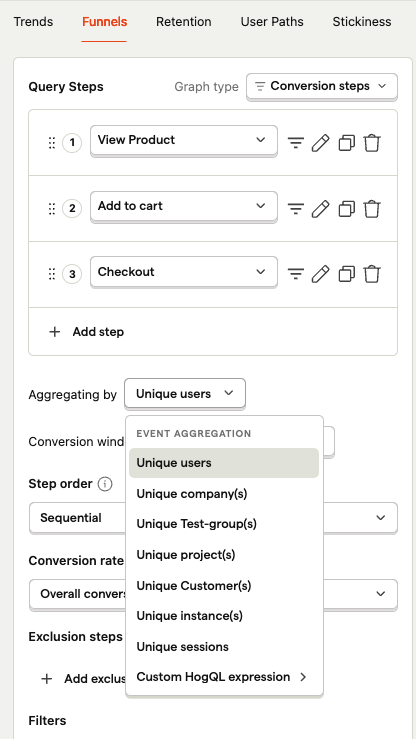 Trends Funnels Retention User Paths Stickiness
Query Steps Graph type Conversion steps
1 View Product
2 Add to cart
3 Checkout
+ Add step
Aggregating by Unique users
EVENT AGGREGATION
Conversion wind
Unique users
Step order i
Unique company(s)
Sequential
Unique Test-group(s)
Unique project(s)
Conversion rate
Unique Customer(s)
Overall convers
Unique instance(s)
Exclusion steps
Unique sessions
+ Add exclus
Custom HogQL expression
Filters